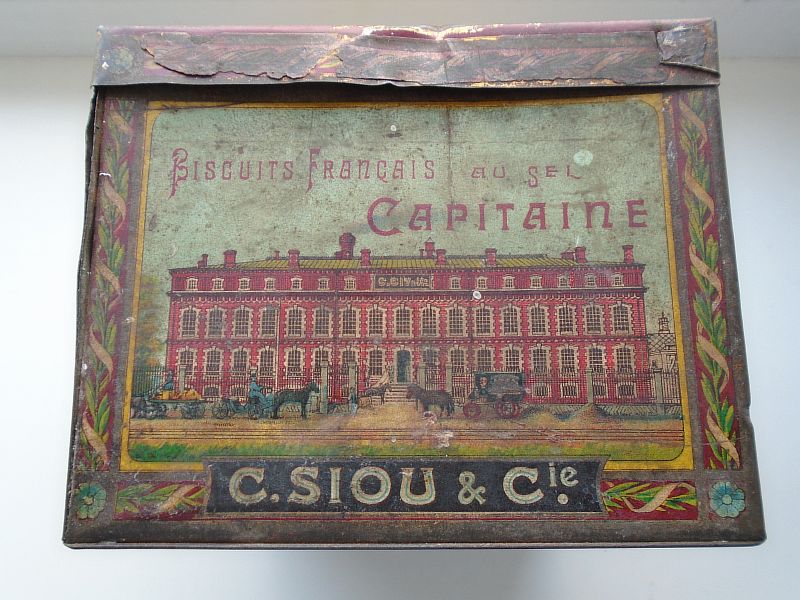 BISCUITS FRANÇAIS AU SEL
CAPITAINE
C. SIOU & Cie.